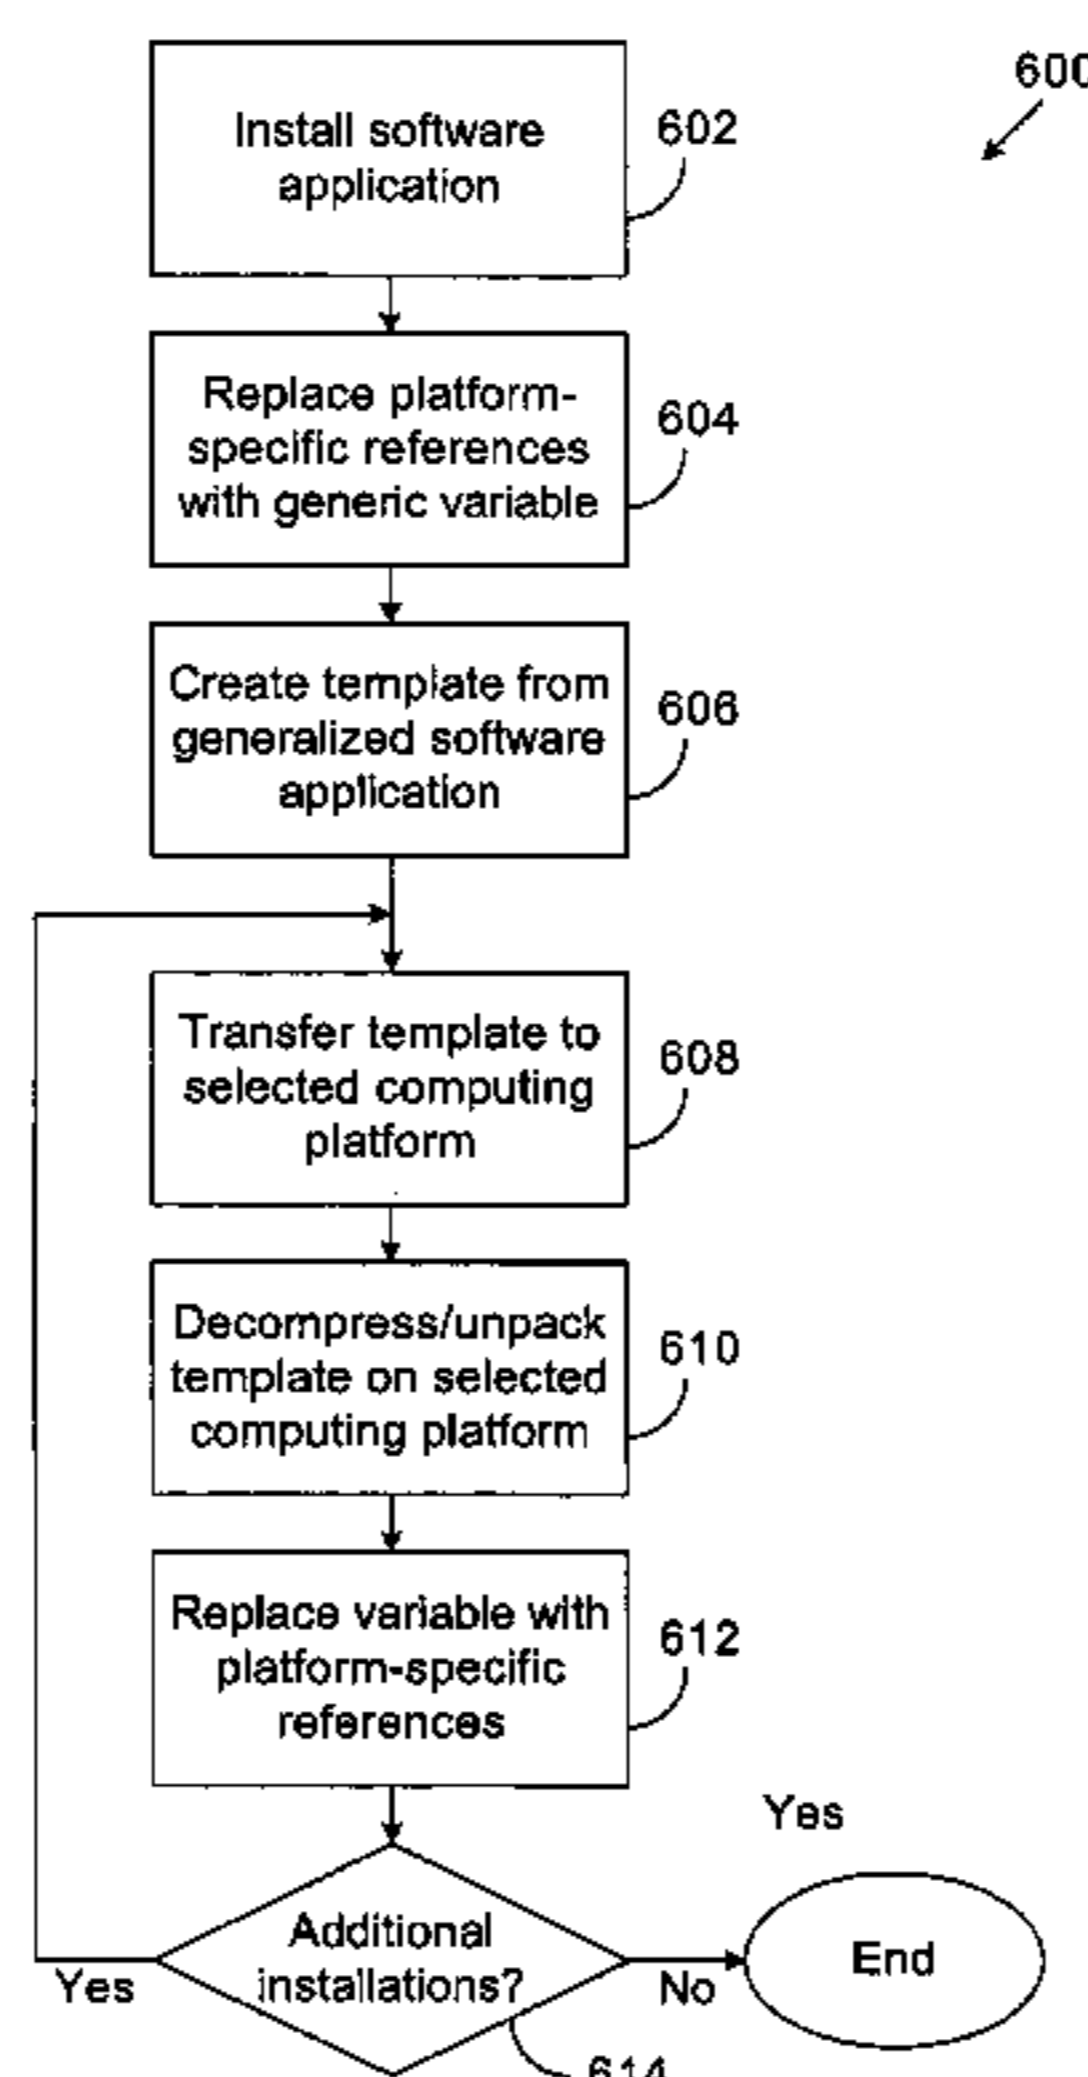 600
Install software
application
602
Replace platform-
specific references
with generic variable
604
Create template from
generalized software
application
606
Transfer template to
selected computing
platform
608
Decompress/unpack
template on selected
computing platform
610
Replace variable with
platform-specific
references
612
Yes
Additional
installations?
Yes
No
End
614